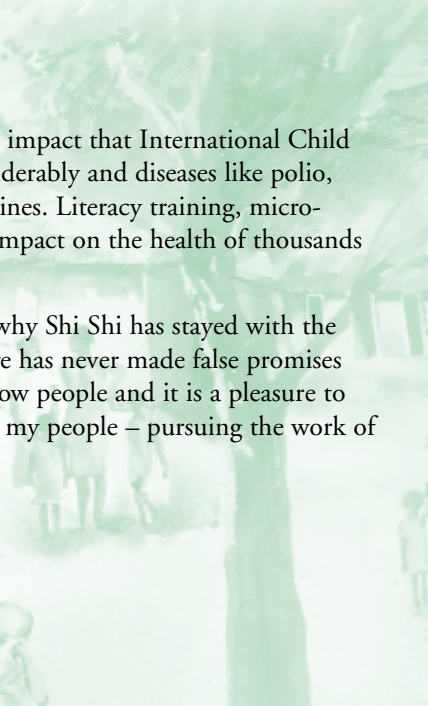 impact that International Child
derably and diseases like polio,
ines. Literacy training, micro-
mpact on the health of thousands
why Shi Shi has stayed with the
e has never made false promises
ow people and it is a pleasure to
my people – pursuing the work of